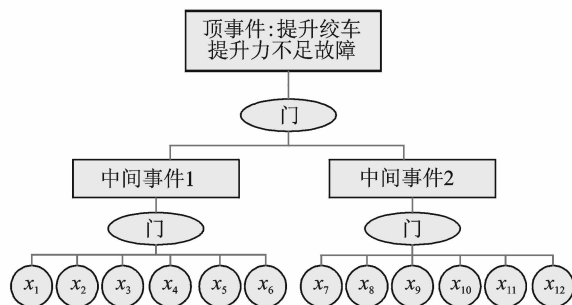 顶事件:提升绞车
提升力不足故障
门
中间事件1 中间事件2
门 门
x₁ x₂ x₃ x₄ x₅ x₆ x₇ x₈ x₉ x₁₀ x₁₁ x₁₂